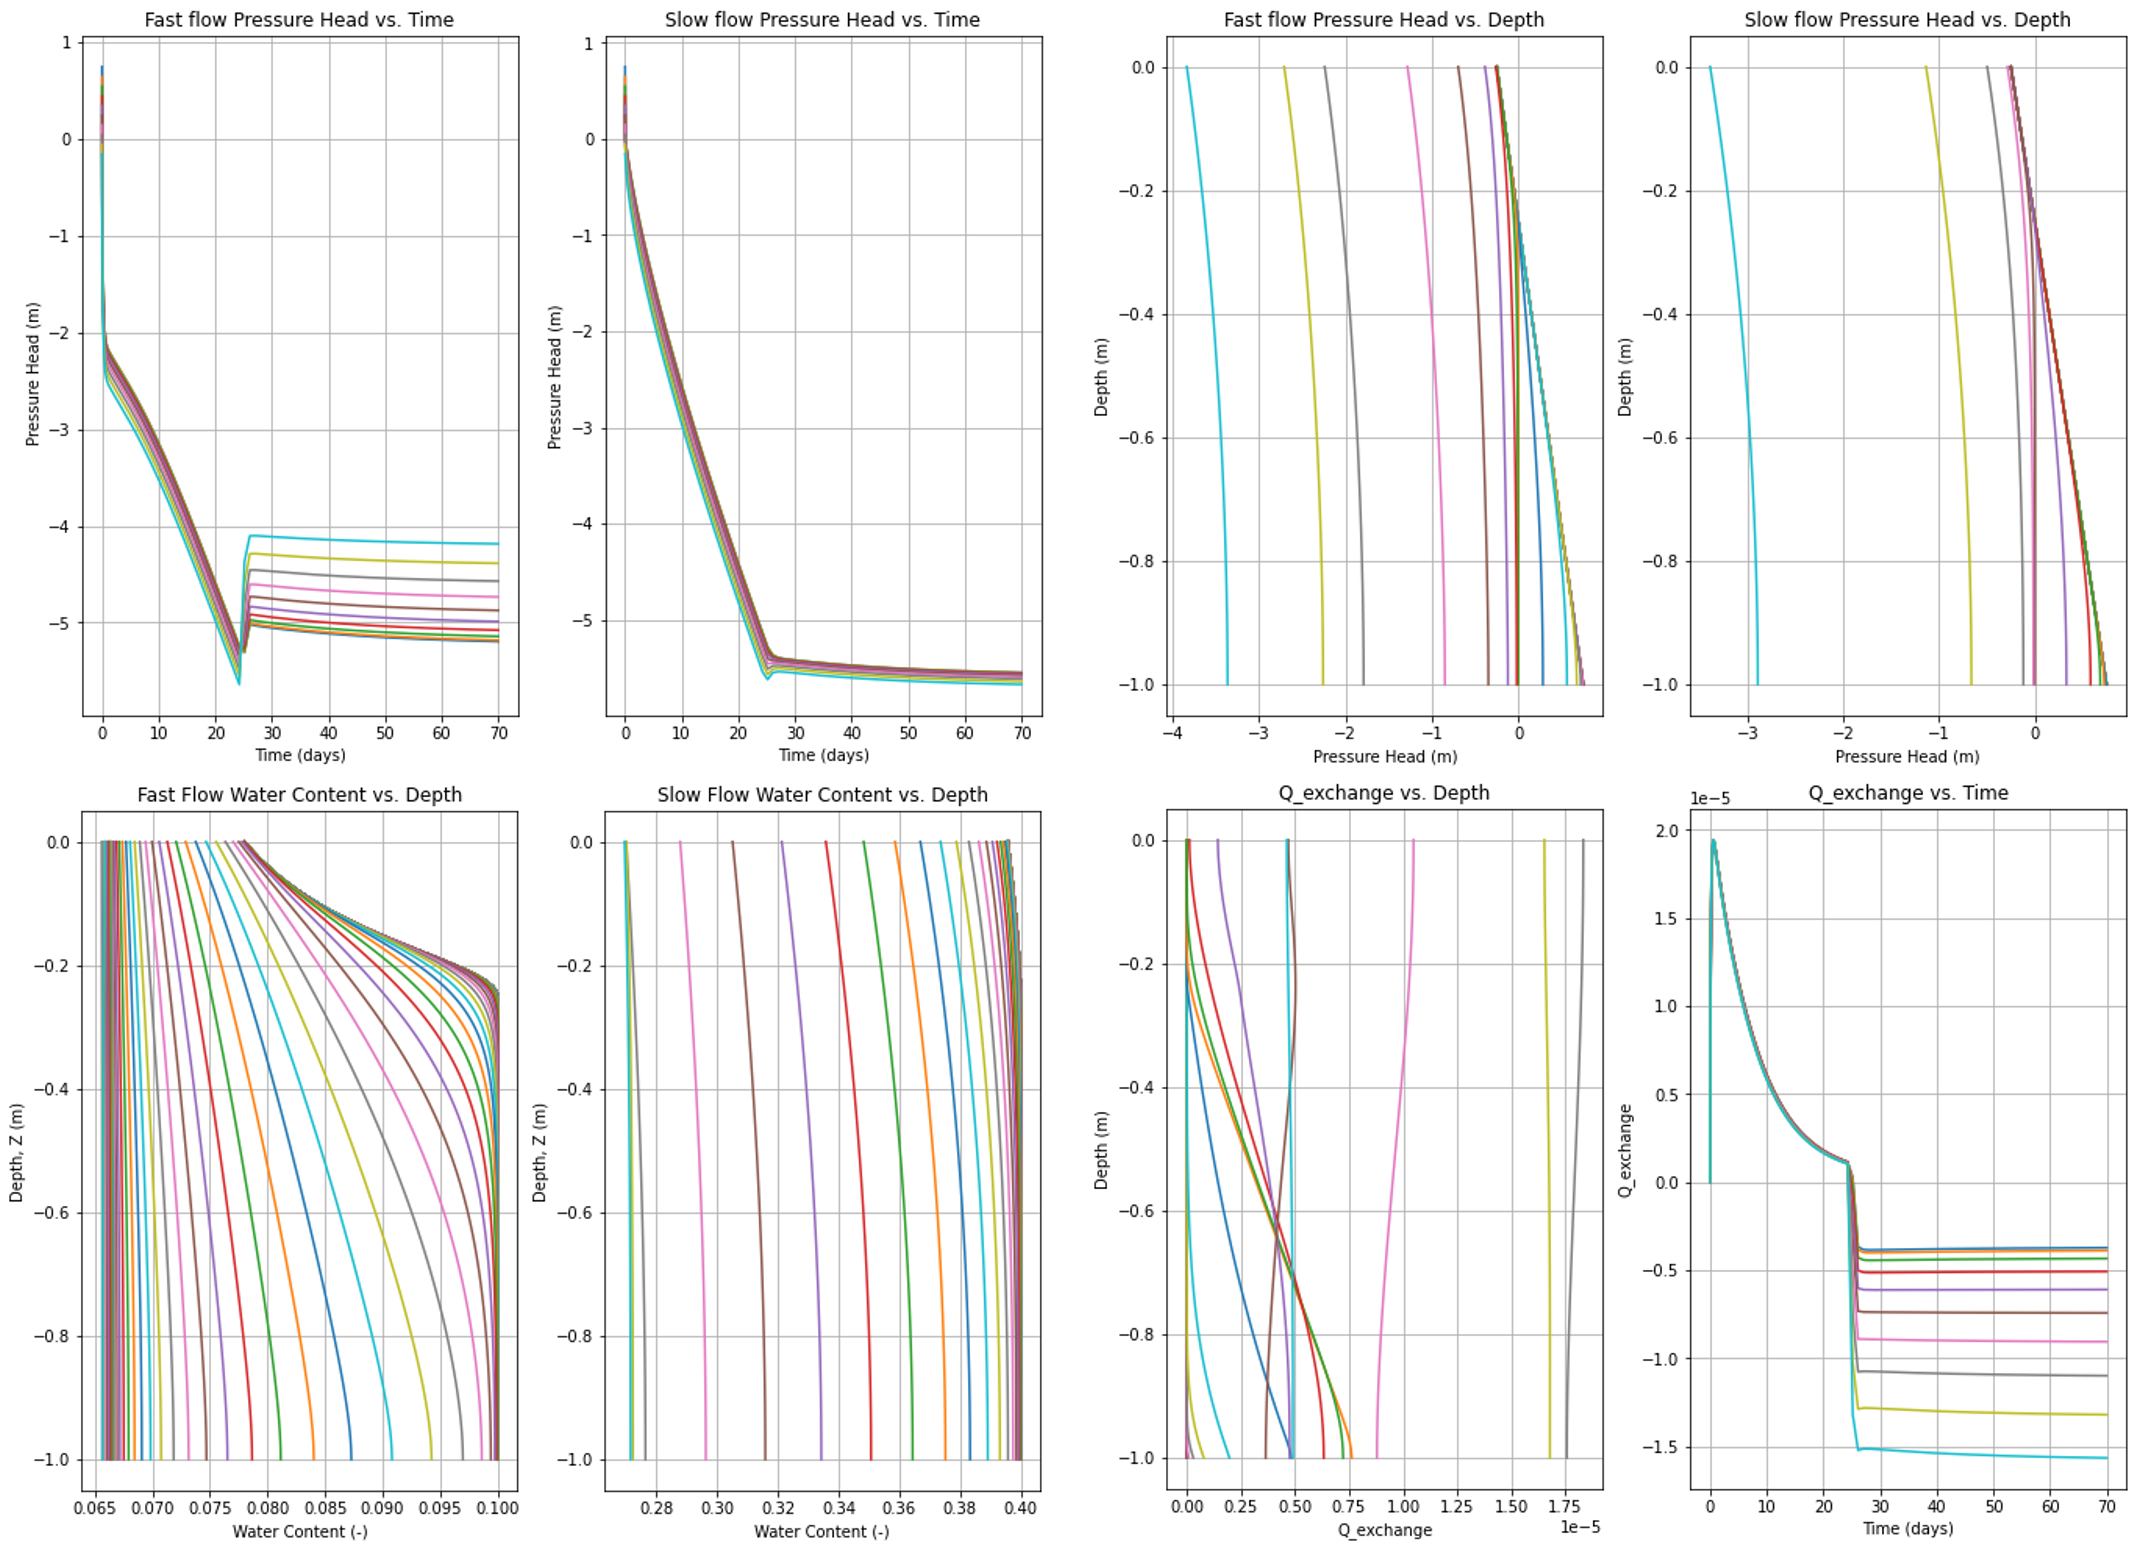 Fast flow Pressure Head vs. Time
1
0
−1
−2
−3
−4
−5
Pressure Head (m)
0 10 20 30 40 50 60 70
Time (days)
Slow flow Pressure Head vs. Time
1
0
−1
−2
−3
−4
−5
Pressure Head (m)
0 10 20 30 40 50 60 70
Time (days)
Fast flow Pressure Head vs. Depth
0.0
−0.2
−0.4
−0.6
−0.8
−1.0
Depth (m)
−4 −3 −2 −1 0
Pressure Head (m)
Slow flow Pressure Head vs. Depth
0.0
−0.2
−0.4
−0.6
−0.8
−1.0
Depth (m)
−3 −2 −1 0
Pressure Head (m)
Fast Flow Water Content vs. Depth
0.0
−0.2
−0.4
−0.6
−0.8
−1.0
Depth, Z (m)
0.065 0.070 0.075 0.080 0.085 0.090 0.095 0.100
Water Content (-)
Slow Flow Water Content vs. Depth
0.0
−0.2
−0.4
−0.6
−0.8
−1.0
Depth, Z (m)
0.28 0.30 0.32 0.34 0.36 0.38 0.40
Water Content (-)
Q_exchange vs. Depth
0.0
−0.2
−0.4
−0.6
−0.8
−1.0
Depth (m)
0.00 0.25 0.50 0.75 1.00 1.25 1.50 1.75
1e−5
Q_exchange
Q_exchange vs. Time
1e−5
2.0
1.5
1.0
0.5
0.0
−0.5
−1.0
−1.5
Q_exchange
0 10 20 30 40 50 60 70
Time (days)